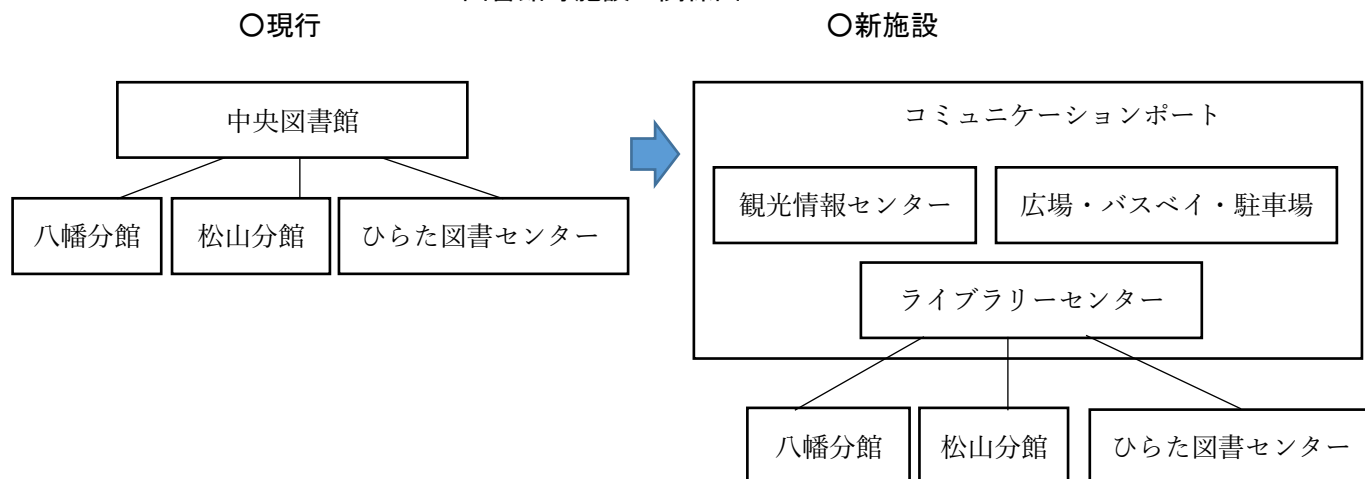 〇現行
〇新施設
中央図書館
八幡分館
松山分館
ひらた図書センター
コミュニケーションポート
観光情報センター
広場・バスベイ・駐車場
ライブラリーセンター
八幡分館
松山分館
ひらた図書センター